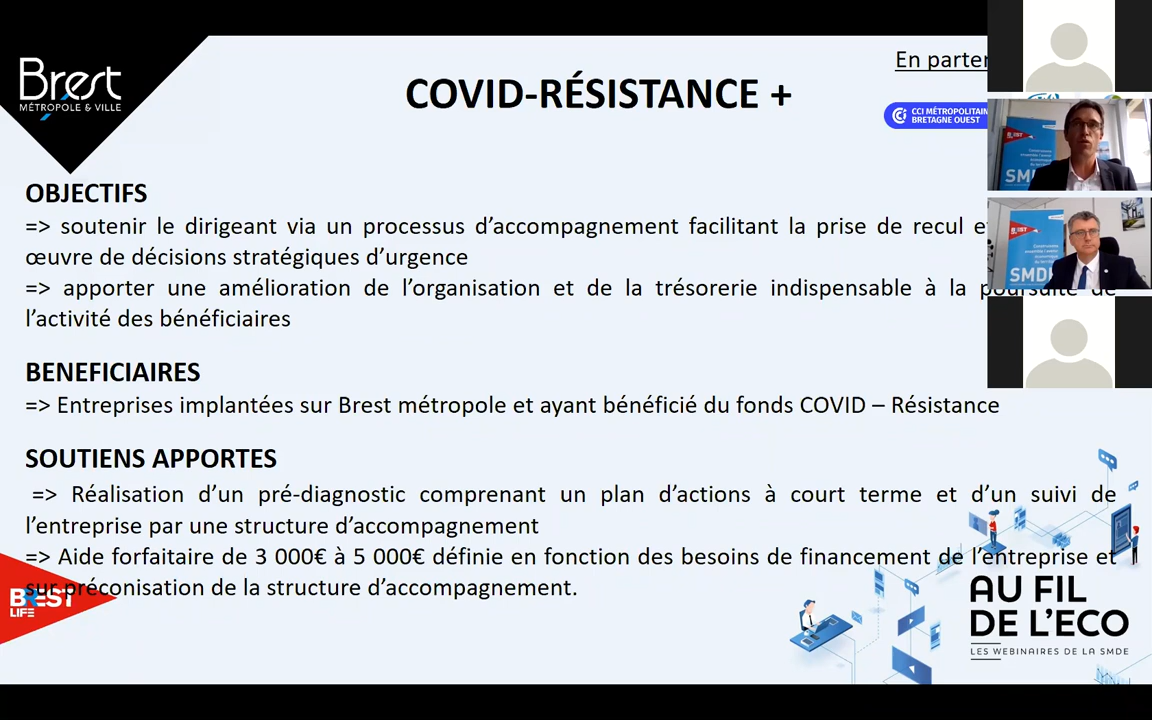 Brest
MÉTROPOLE & VILLE
En parten
COVID-RÉSISTANCE +
CCI MÉTROPOLITAIN
BRETAGNE OUEST
OBJECTIFS
=> soutenir le dirigeant via un processus d’accompagnement facilitant la prise de recul et
œuvre de décisions stratégiques d’urgence
=> apporter une amélioration de l’organisation et de la trésorerie indispensable à la poursuite de
l’activité des bénéficiaires
BENEFICIAIRES
=> Entreprises implantées sur Brest métropole et ayant bénéficié du fonds COVID – Résistance
SOUTIENS APPORTES
=> Réalisation d’un pré-diagnostic comprenant un plan d’actions à court terme et d’un suivi de
l’entreprise par une structure d’accompagnement
=> Aide forfaitaire de 3 000€ à 5 000€ définie en fonction des besoins de financement de l’entreprise et
sur préconisation de la structure d’accompagnement.
BREST
LIFE
AU FIL
DE L’ECO
LES WEBINAIRES DE LA SMDE
SMD
SMDE